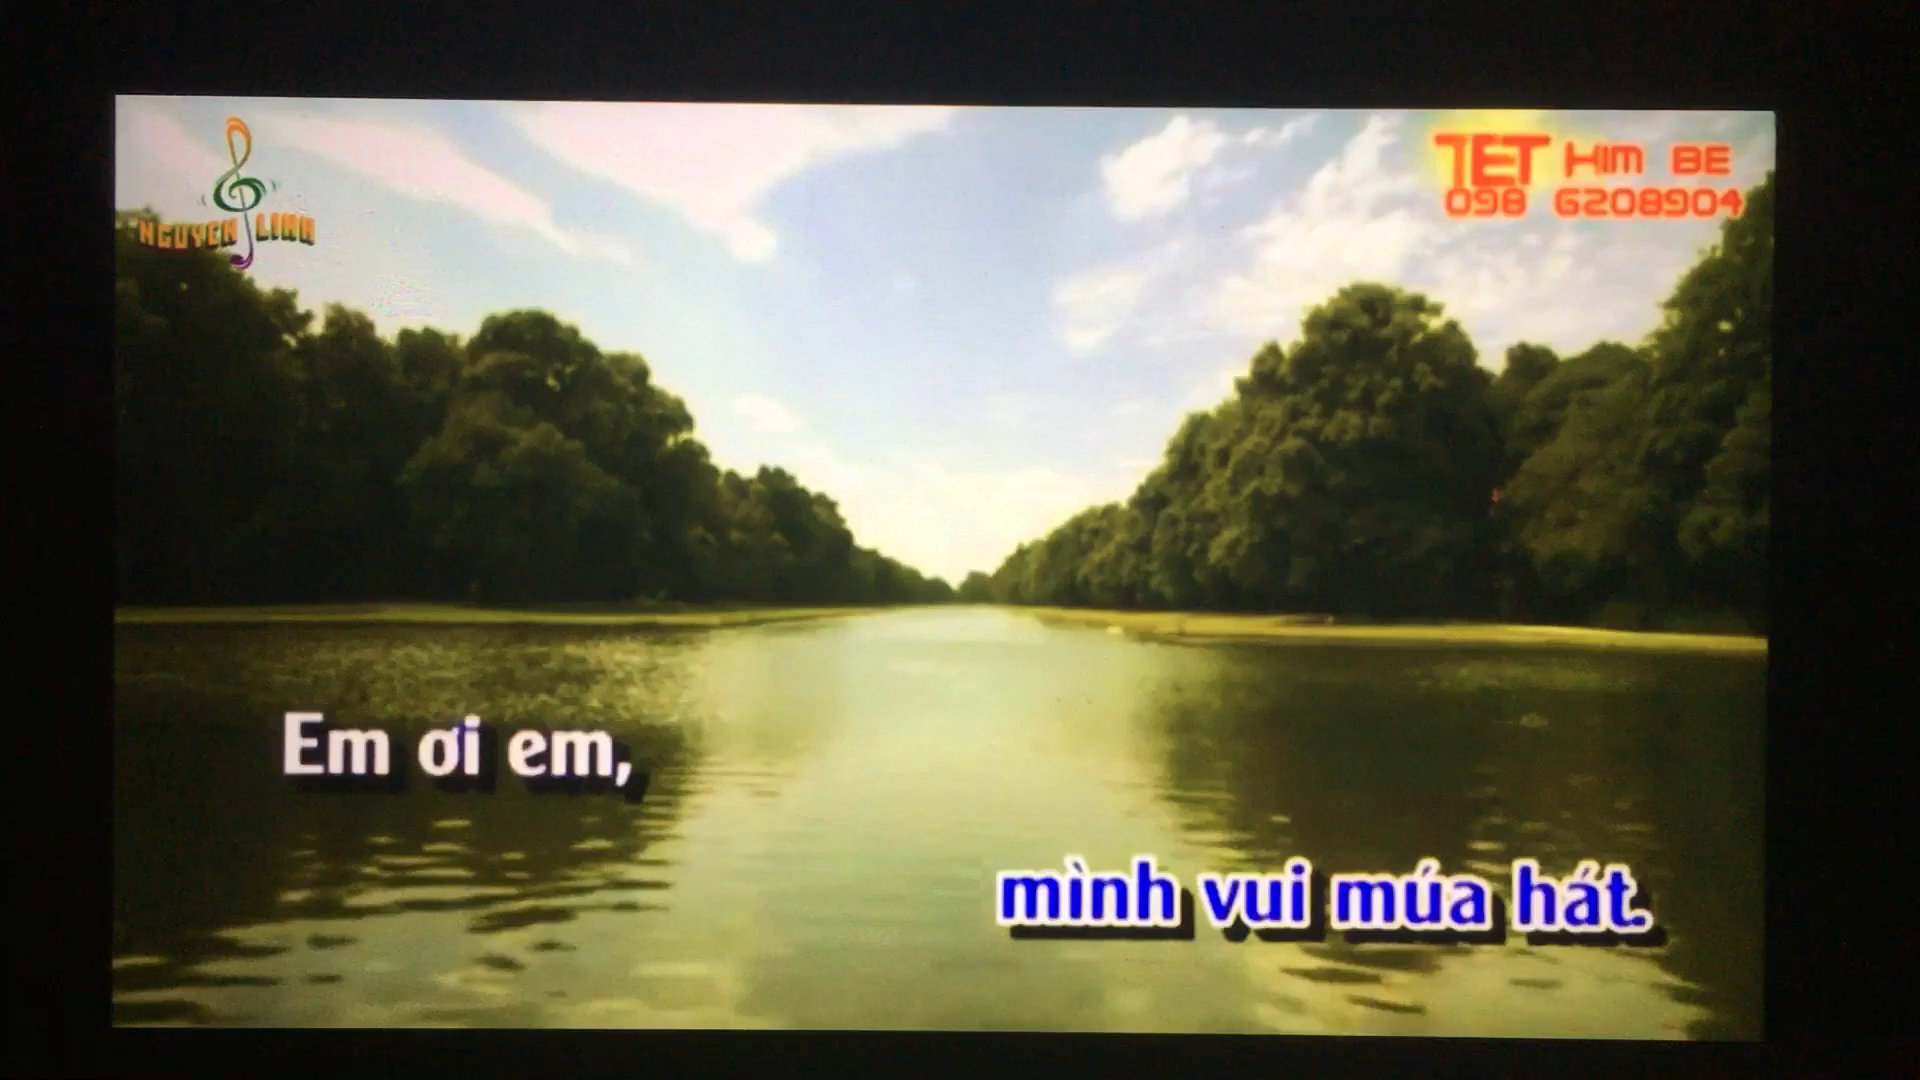 NGUYEN LINH
TET KIM BE
098 6208904
Em ơi em,
mình vui múa hát.